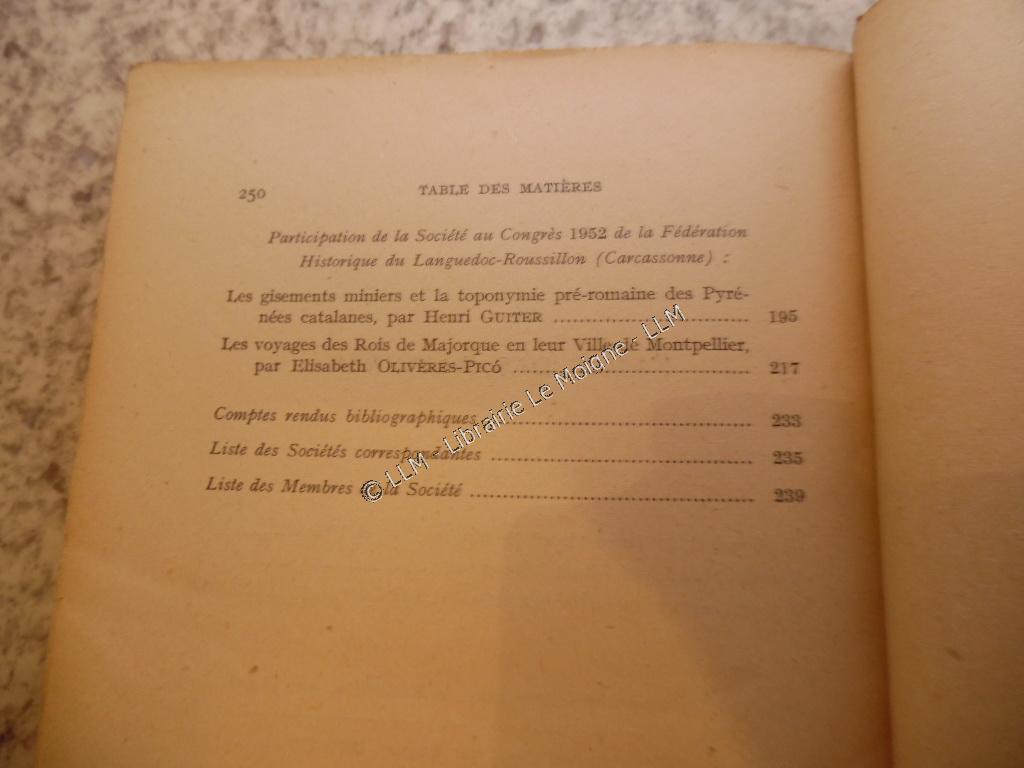 250 TABLE DES MATIÈRES
Participation de la Société au Congrès 1952 de la Fédération
Historique du Languedoc-Roussillon (Carcassonne) :
Les gisements miniers et la toponymie pré-romaine des Pyré-
nées catalanes, par Henri GUITER ........ 195
Les voyages des Rois de Majorque en leur Ville de Montpellier,
par Elisabeth OLIVÈRES-PICÓ ........ 217
Comptes rendus bibliographiques ........ 233
Liste des Sociétés correspondantes ........ 235
Liste des Membres de la Société ........ 239
© LLM - Librairie Le Moigne - LLM